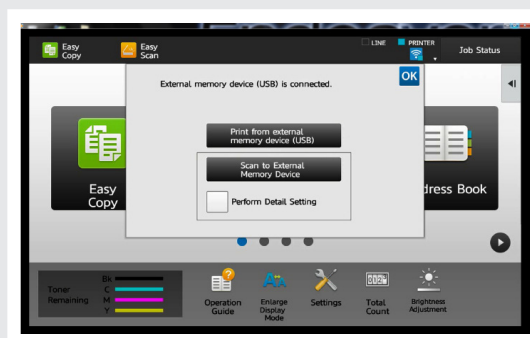 Easy
Copy
Easy
Scan
LINE
PRINTER
Job Status
External memory device (USB) is connected.
OK
Print from external
memory device (USB)
Scan to External
Memory Device
Perform Detail Setting
Easy
Copy
dress Book
Toner
Remaining
Bk
C
M
Y
Operation
Guide
Enlarge
Display
Mode
Settings
Total
Count
Brightness
Adjustment